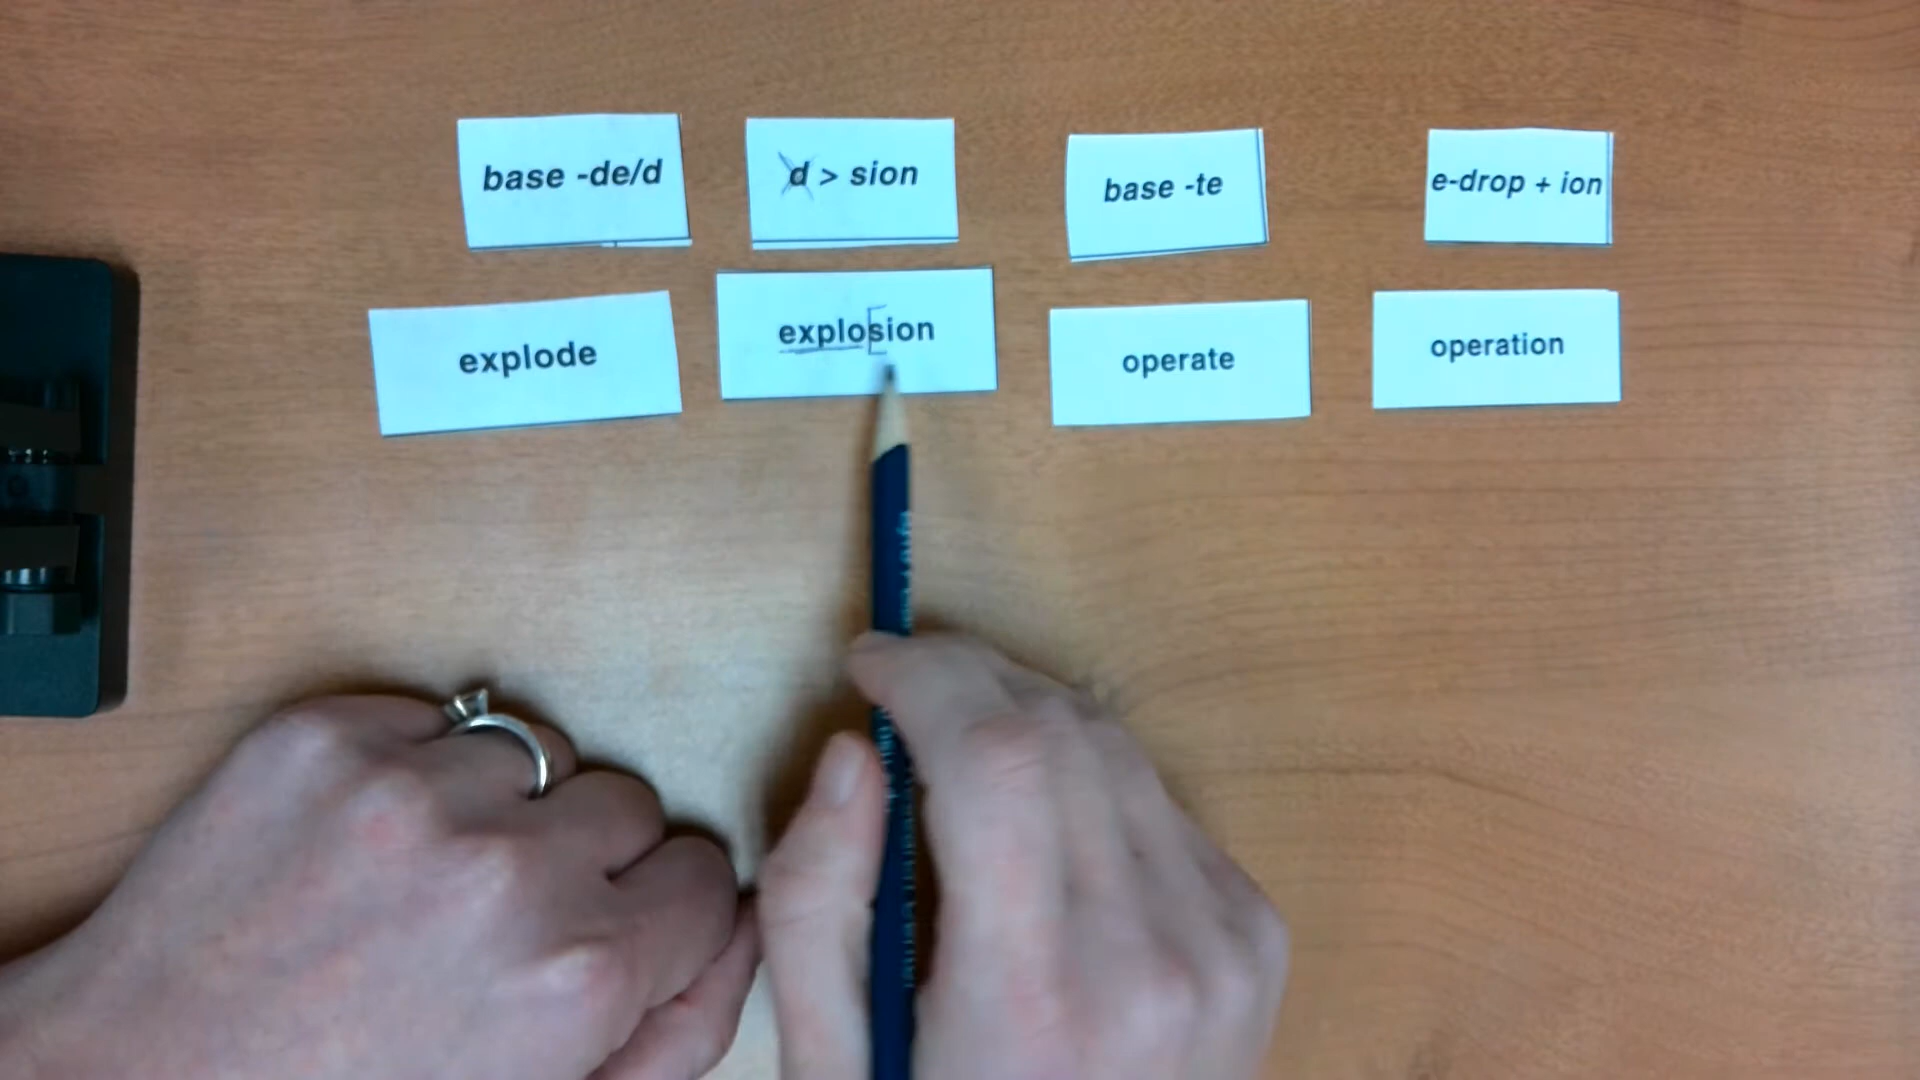 base -de/d
d > sion
base -te
e-drop + ion
explode
explosion
operate
operation